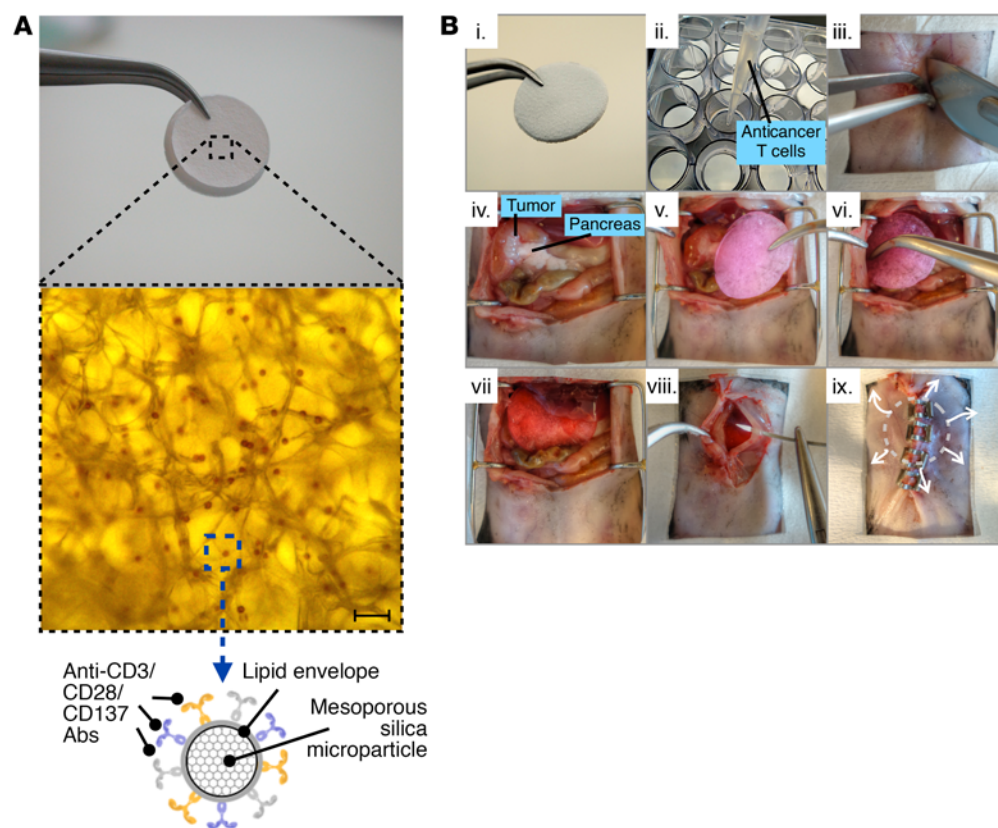 A
B
i.
ii.
iii.
Anticancer
T cells
iv.
Tumor
Pancreas
v.
vi.
vii
viii.
ix.
Anti-CD3/
CD28/
CD137
Abs
Lipid envelope
Mesoporous
silica
microparticle